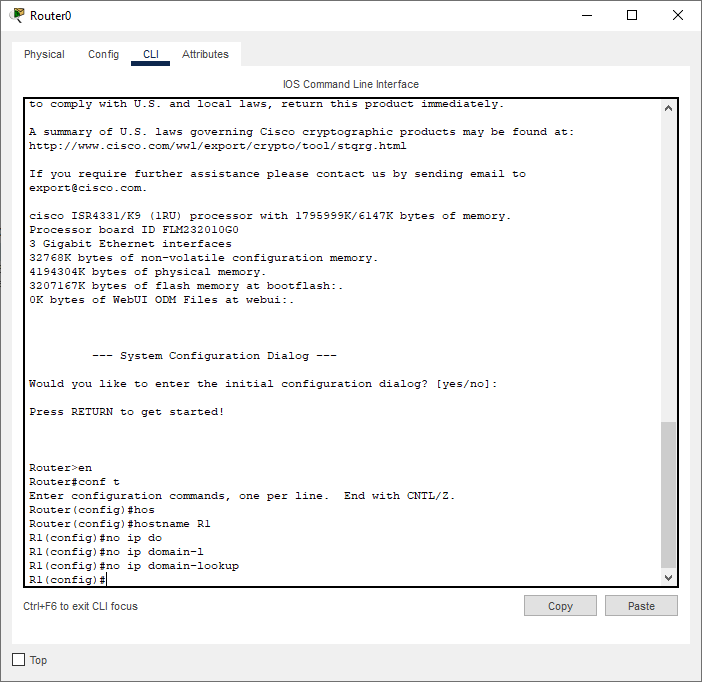 Router0
Physical Config CLI Attributes
IOS Command Line Interface
to comply with U.S. and local laws, return this product immediately.
A summary of U.S. laws governing Cisco cryptographic products may be found at:
http://www.cisco.com/wwl/export/crypto/tool/stqrg.html
If you require further assistance please contact us by sending email to
export@cisco.com.
cisco ISR4331/K9 (1RU) processor with 1795999K/6147K bytes of memory.
Processor board ID FLM232010G0
3 Gigabit Ethernet interfaces
32768K bytes of non-volatile configuration memory.
4194304K bytes of physical memory.
3207167K bytes of flash memory at bootflash:.
0K bytes of WebUI ODM Files at webui:.
--- System Configuration Dialog ---
Would you like to enter the initial configuration dialog? [yes/no]:
Press RETURN to get started!
Router>en
Router#conf t
Enter configuration commands, one per line.  End with CNTL/Z.
Router(config)#hos
Router(config)#hostname R1
R1(config)#no ip do
R1(config)#no ip domain-l
R1(config)#no ip domain-lookup
R1(config)#
Ctrl+F6 to exit CLI focus
Copy Paste
Top